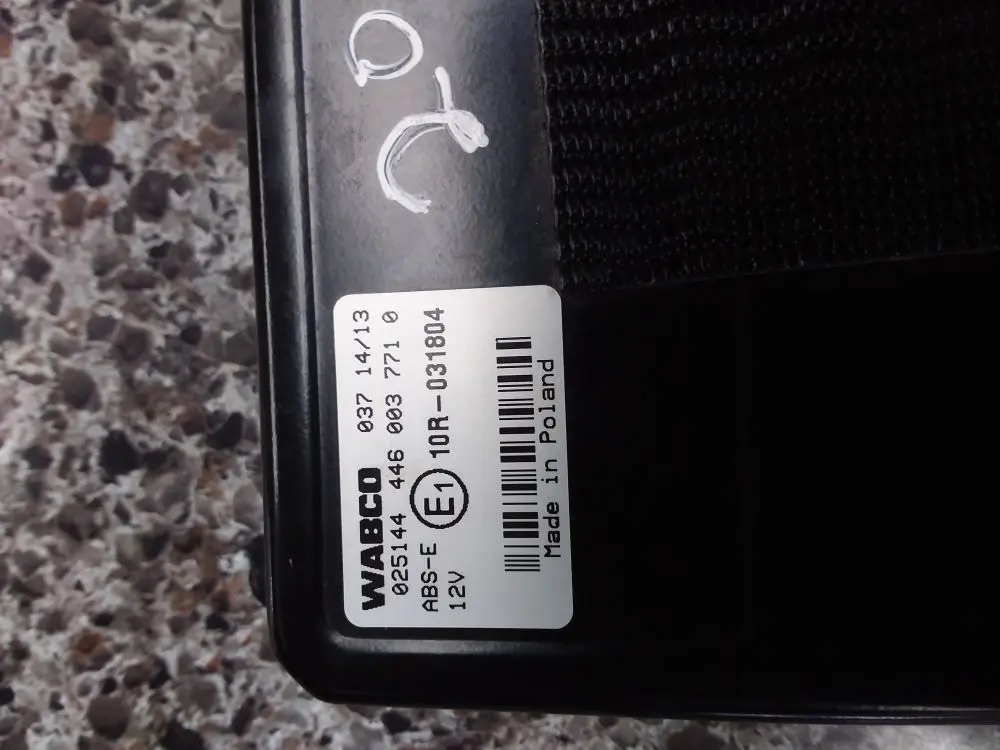 WABCO 037 14/13
025144 446 003 771 0
ABS-E E1 10R-031804
12V
Made in Poland